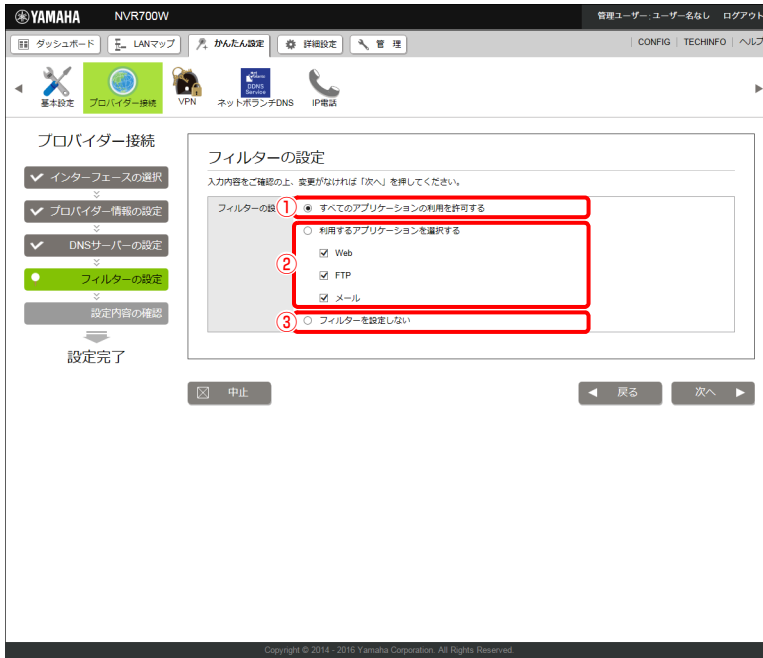 YAMAHA NVR700W 管理ユーザー: ユーザー名なし ログアウト
ダッシュボード LANマップ かんたん設定 詳細設定 管 理 CONFIG TECHINFO ヘルプ
基本設定 プロバイダー接続 VPN ネットボランチDNS IP電話
DDNS
Service
プロバイダー接続
インターフェースの選択
プロバイダー情報の設定
DNSサーバーの設定
フィルターの設定
設定内容の確認
設定完了
フィルターの設定
入力内容をご確認の上、変更がなければ「次へ」を押してください。
フィルターの設
① すべてのアプリケーションの利用を許可する
② 利用するアプリケーションを選択する
Web
FTP
メール
③ フィルターを設定しない
中止 戻る 次へ
Copyright © 2014 - 2016 Yamaha Corporation. All Rights Reserved.